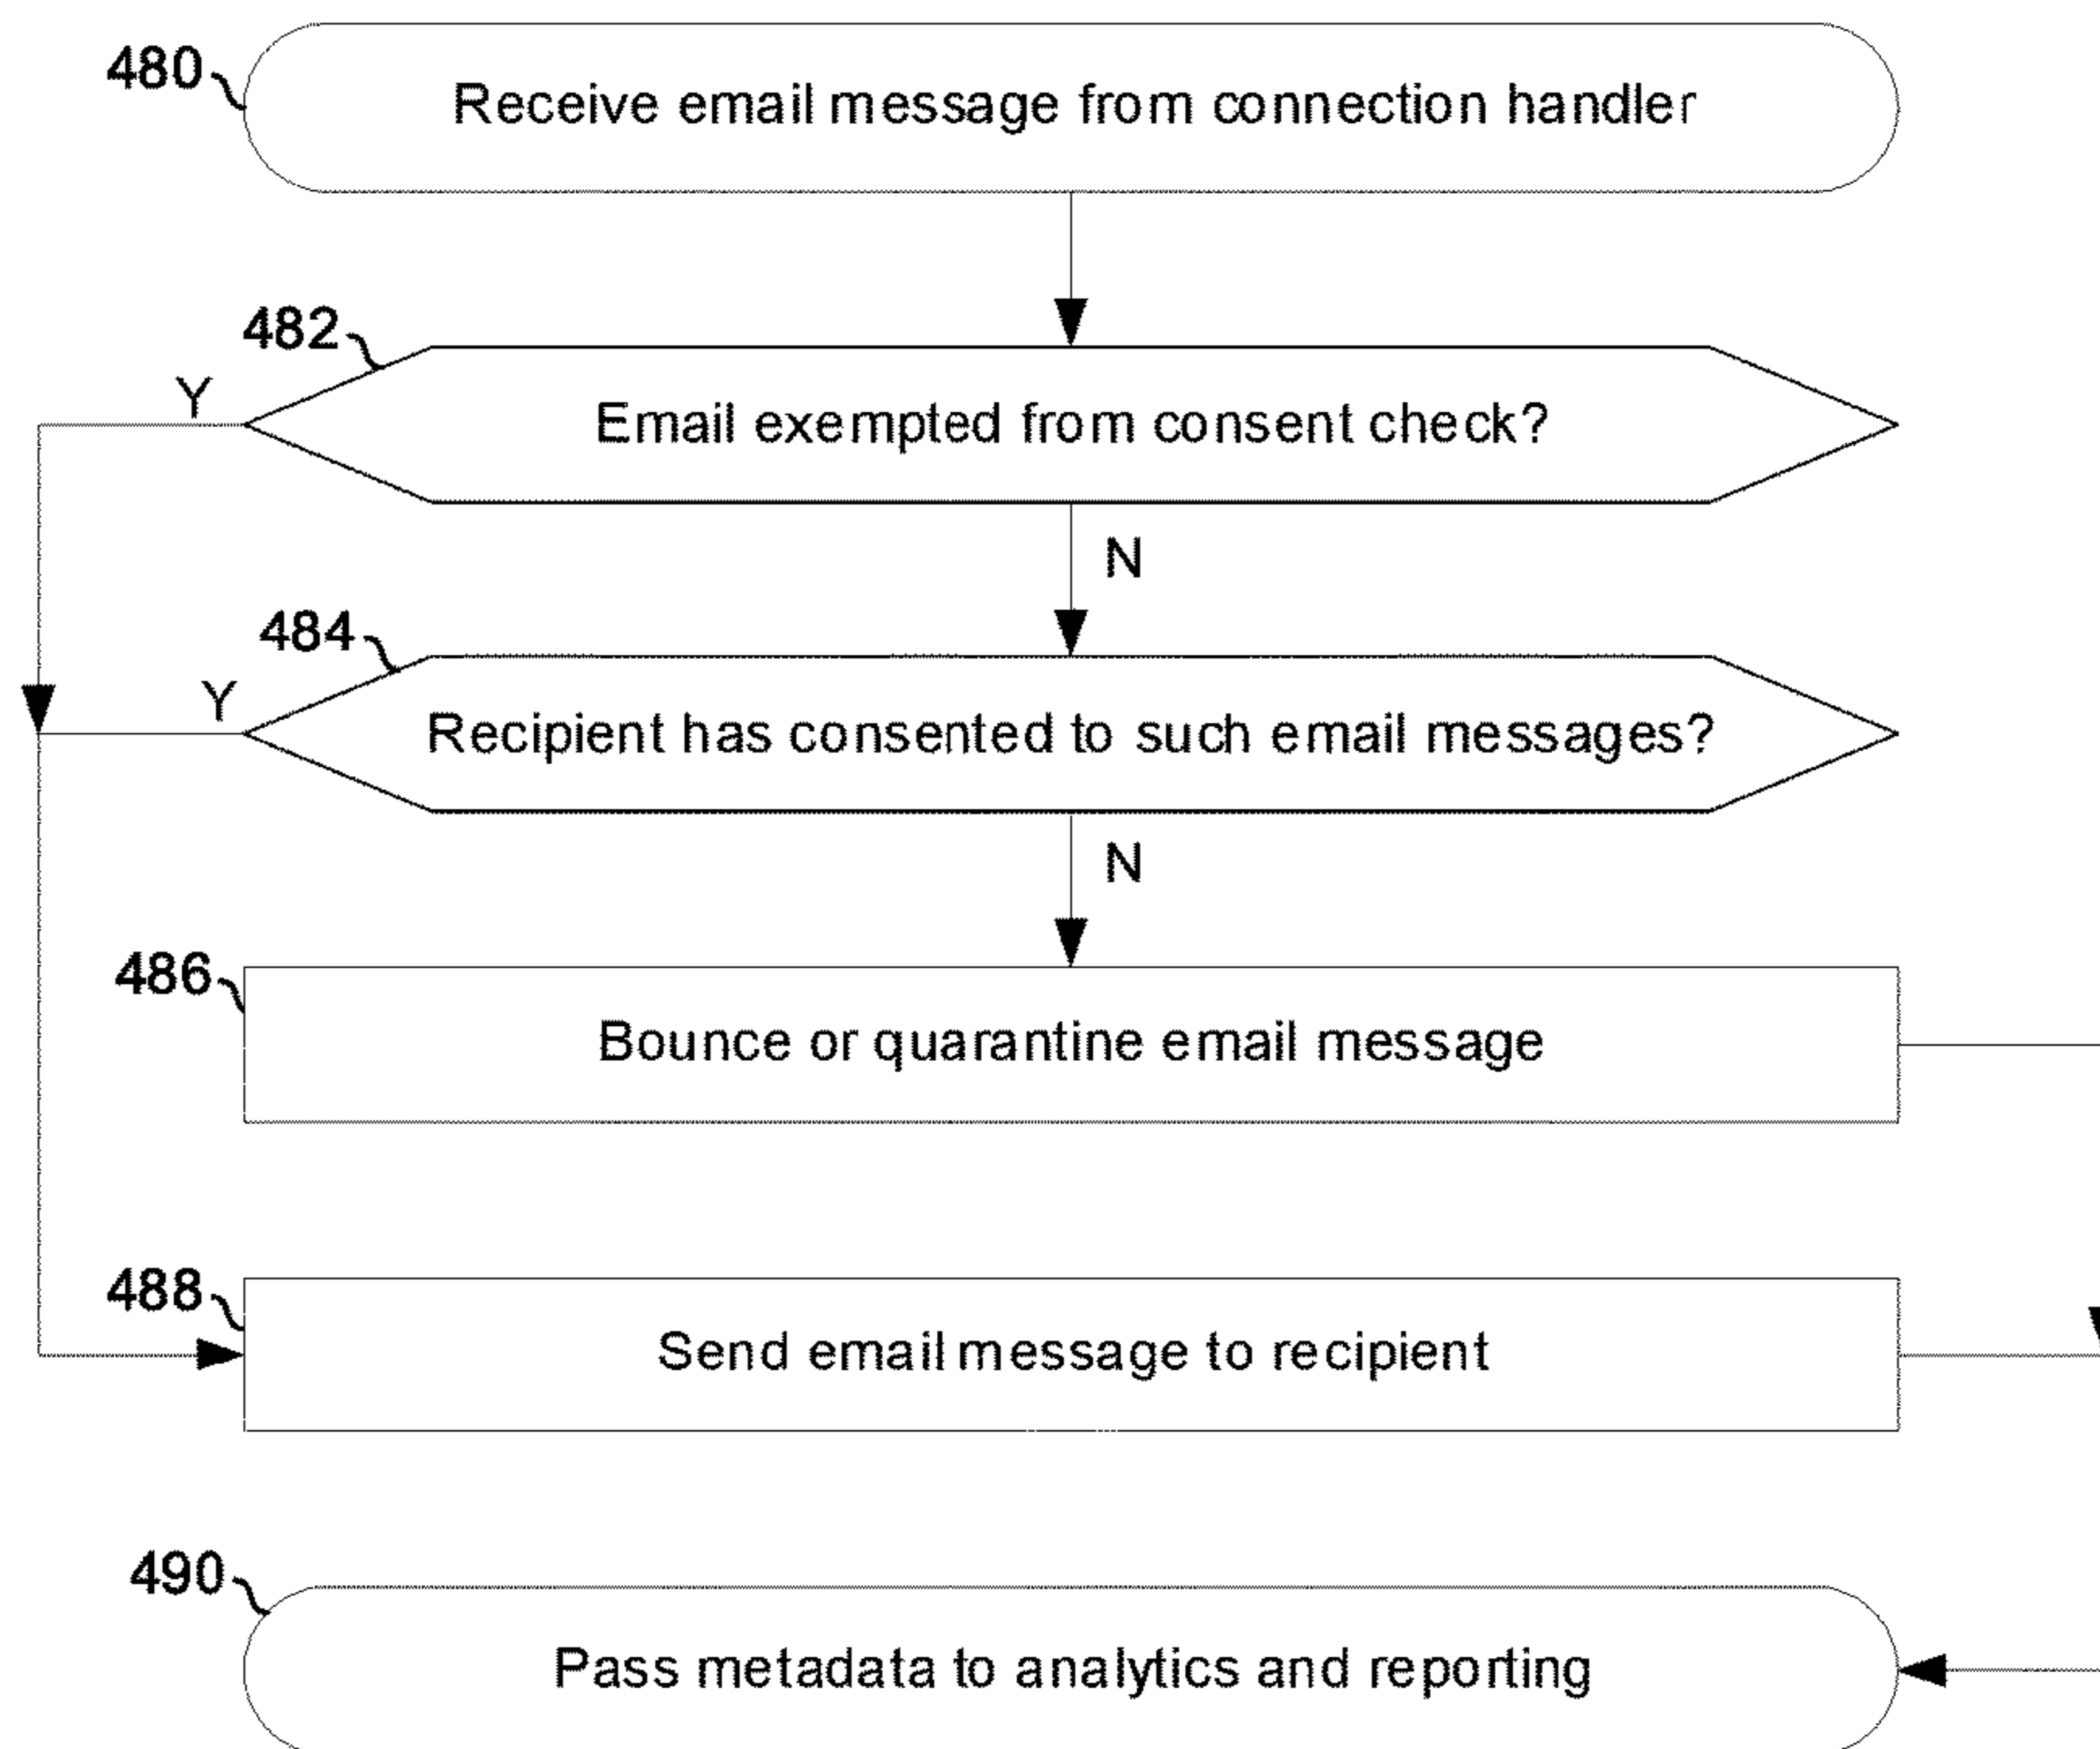 480
Receive email message from connection handler
482
Y
Email exempted from consent check?
N
484
Y
Recipient has consented to such email messages?
N
486
Bounce or quarantine email message
488
Send email message to recipient
490
Pass metadata to analytics and reporting